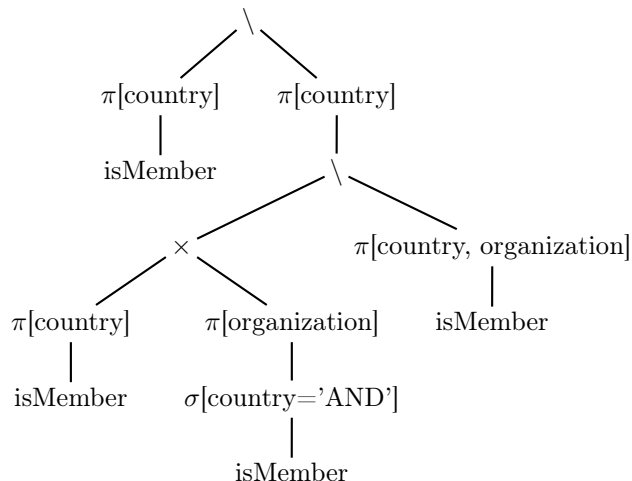 \
π[country] π[country]
isMember
\
× π[country, organization]
π[country] π[organization] isMember
isMember σ[country='AND']
isMember